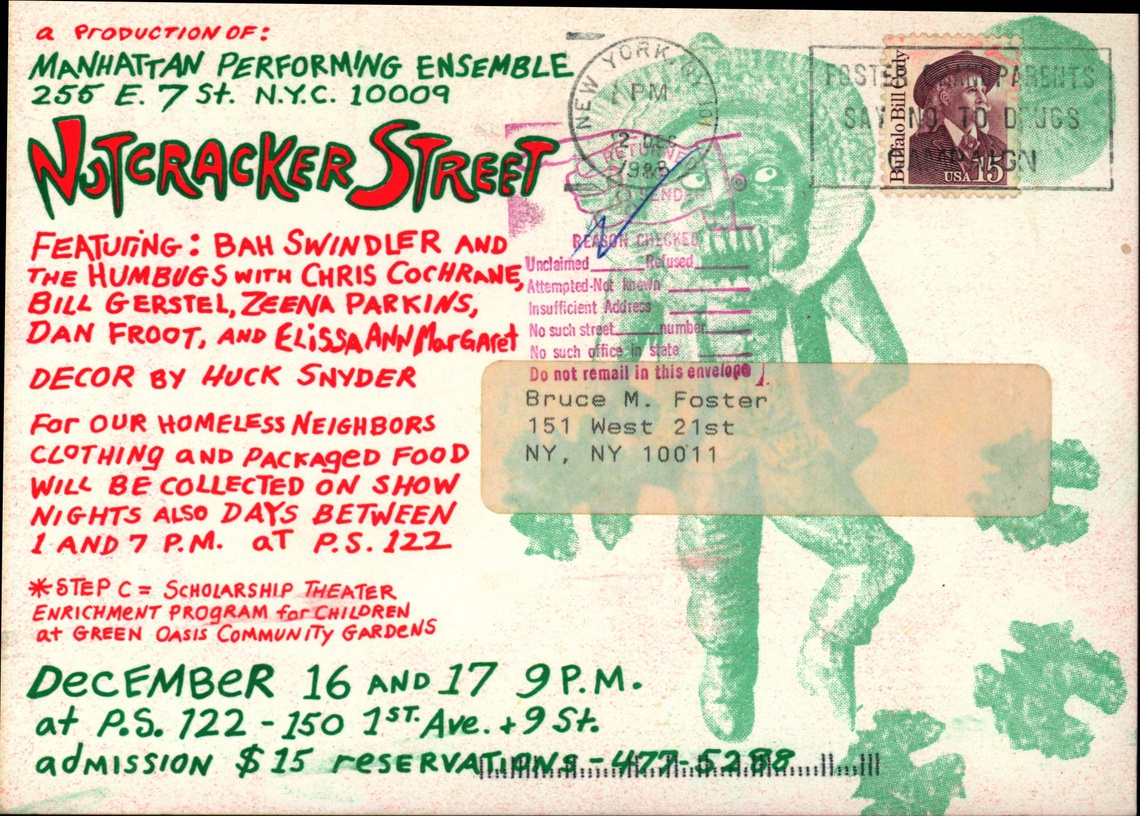 a PRODUCTION OF:
MANHATTAN PERFORMING ENSEMBLE
255 E. 7 St. N.Y.C. 10009
NUTCRACKER STREET
FEATURING: BAH SWINDLER AND
THE HUMBUGS WITH CHRIS COCHRANE,
BILL GERSTEL, ZEENA PARKINS,
DAN FROOT, AND ELISSA ANN MARGARET
DECOR BY HUCK SNYDER
FOR OUR HOMELESS NEIGHBORS
CLOTHING AND PACKAGED FOOD
WILL BE COLLECTED ON SHOW
NIGHTS ALSO DAYS BETWEEN
1 AND 7 P.M. aT P.S. 122
*STEP C = SCHOLARSHIP THEATER
ENRICHMENT PROGRAM for CHILDREN
at GREEN OASIS COMMUNITY GARDENS
DECEMBER 16 AND 17 9 P.M.
at P.S. 122 - 150 1ST. Ave. + 9 St.
admission $15 reservations - 477-5288
NEW YORK
PM
2 DEC
FOSTER GRANDPARENTS
SAY NO TO DRUGS
Buffalo Bill Cody
USA 15
REASON CHECKED
Unclaimed Refused
Attempted-Not known
Insufficient Address
No such street number
No such office in state
Do not remail in this envelope
Bruce M. Foster
151 West 21st
NY, NY 10011